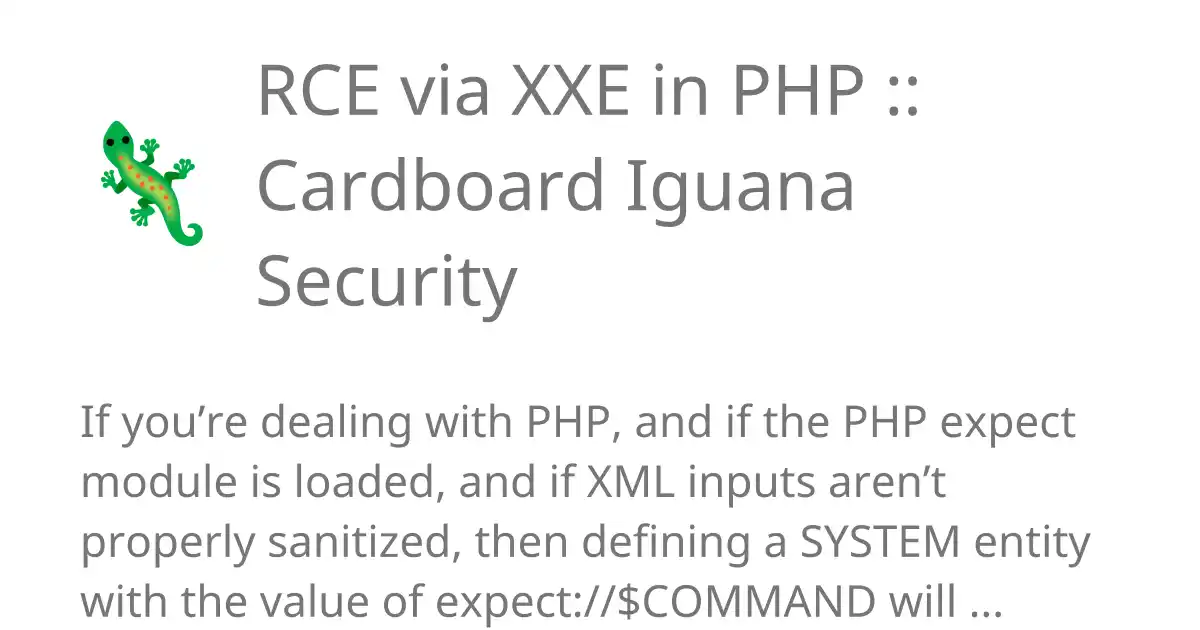 RCE via XXE in PHP ::
Cardboard Iguana
Security
If you’re dealing with PHP, and if the PHP expect
module is loaded, and if XML inputs aren’t
properly sanitized, then defining a SYSTEM entity
with the value of expect://$COMMAND will ...